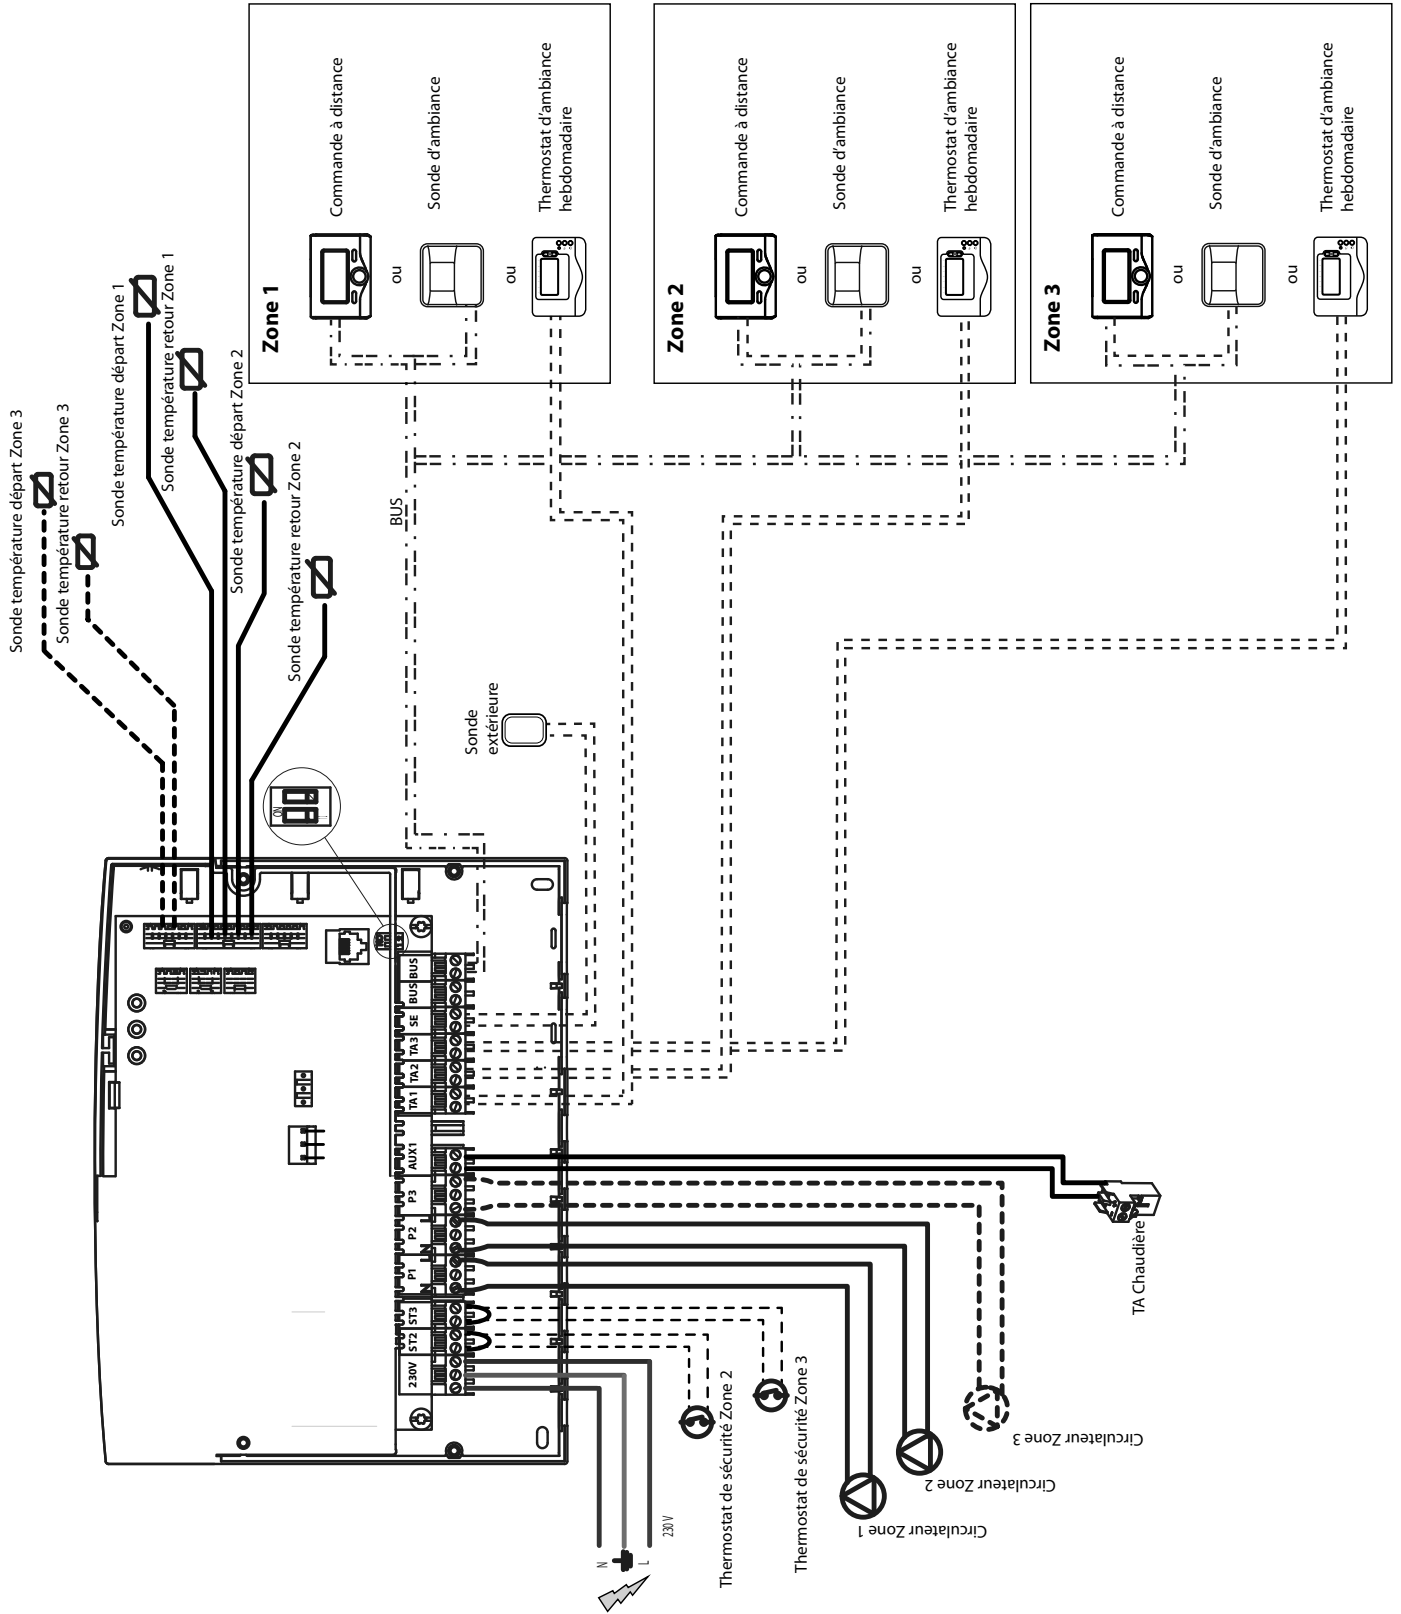 Zone 1
Commande à distance
ou
Sonde d'ambiance
ou
Thermostat d'ambiance
hebdomadaire
Zone 2
Commande à distance
ou
Sonde d'ambiance
ou
Thermostat d'ambiance
hebdomadaire
Zone 3
Commande à distance
ou
Sonde d'ambiance
ou
Thermostat d'ambiance
hebdomadaire
Sonde température départ Zone 3
Sonde température retour Zone 3
Sonde température départ Zone 1
Sonde température retour Zone 1
Sonde température départ Zone 2
Sonde température retour Zone 2
BUS
Sonde
extérieure
ON
230V
ST2
ST3
P1
P2
P3
AUX1
TA1
TA2
TA3
SE
BUS
BUS
N
L
N
L
N
L
230 V
Thermostat de sécurité Zone 2
Thermostat de sécurité Zone 3
Circulateur Zone 1
Circulateur Zone 2
Circulateur Zone 3
TA Chaudière